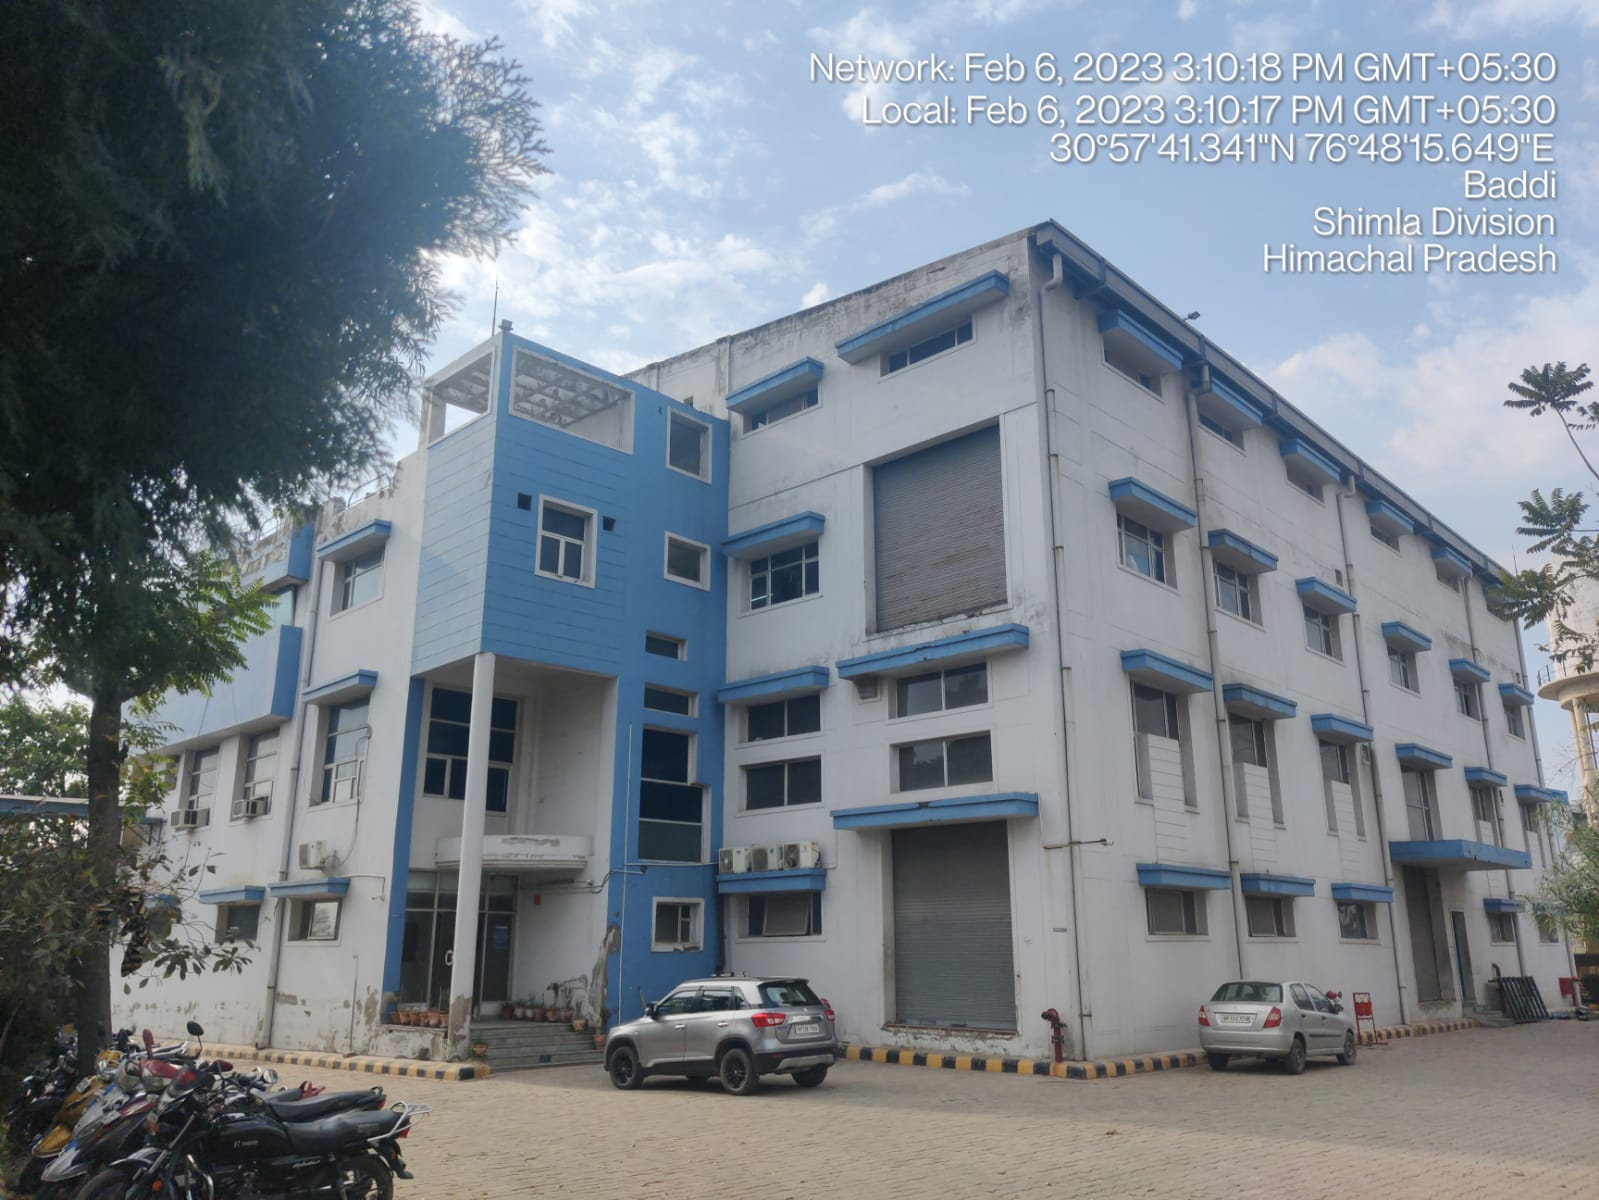 Network: Feb 6, 2023 3:10:18 PM GMT+05:30
Local: Feb 6, 2023 3:10:17 PM GMT+05:30
30°57'41.341"N 76°48'15.649"E
Baddi
Shimla Division
Himachal Pradesh